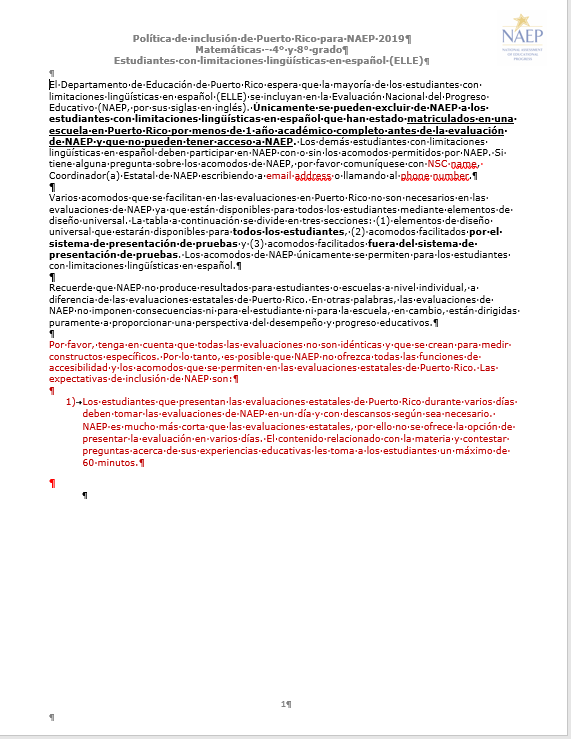 Política de inclusión de Puerto Rico para NAEP 2019
Matemáticas - 4° y 8° grado
Estudiantes con limitaciones lingüísticas en español (ELLE)
NAEP
NATIONAL ASSESSMENT
OF EDUCATIONAL
PROGRESS
El Departamento de Educación de Puerto Rico espera que la mayoría de los estudiantes con
limitaciones lingüísticas en español (ELLE) se incluyan en la Evaluación Nacional del Progreso
Educativo (NAEP, por sus siglas en inglés). Únicamente se pueden excluir de NAEP a los
estudiantes con limitaciones lingüísticas en español que han estado matriculados en una
escuela en Puerto Rico por menos de 1 año académico completo antes de la evaluación
de NAEP y que no pueden tener acceso a NAEP. Los demás estudiantes con limitaciones
lingüísticas en español deben participar en NAEP con o sin los acomodos permitidos por NAEP. Si
tiene alguna pregunta sobre los acomodos de NAEP, por favor comuníquese con NSC name,
Coordinador(a) Estatal de NAEP escribiendo a email address o llamando al phone number.
Varios acomodos que se facilitan en las evaluaciones en Puerto Rico no son necesarios en las
evaluaciones de NAEP ya que están disponibles para todos los estudiantes mediante elementos de
diseño universal. La tabla a continuación se divide en tres secciones: (1) elementos de diseño
universal que estarán disponibles para todos los estudiantes, (2) acomodos facilitados por el
sistema de presentación de pruebas y (3) acomodos facilitados fuera del sistema de
presentación de pruebas. Los acomodos de NAEP únicamente se permiten para los estudiantes
con limitaciones lingüísticas en español.
Recuerde que NAEP no produce resultados para estudiantes o escuelas a nivel individual, a
diferencia de las evaluaciones estatales de Puerto Rico. En otras palabras, las evaluaciones de
NAEP no imponen consecuencias ni para el estudiante ni para la escuela, en cambio, están dirigidas
puramente a proporcionar una perspectiva del desempeño y progreso educativos.
Por favor, tenga en cuenta que todas las evaluaciones no son idénticas y que se crean para medir
constructos específicos. Por lo tanto, es posible que NAEP no ofrezca todas las funciones de
accesibilidad y los acomodos que se permiten en las evaluaciones estatales de Puerto Rico. Las
expectativas de inclusión de NAEP son:
1) Los estudiantes que presentan las evaluaciones estatales de Puerto Rico durante varios días
deben tomar las evaluaciones de NAEP en un día y con descansos según sea necesario.
NAEP es mucho más corta que las evaluaciones estatales, por ello no se ofrece la opción de
presentar la evaluación en varios días. El contenido relacionado con la materia y contestar
preguntas acerca de sus experiencias educativas les toma a los estudiantes un máximo de
60 minutos.
1